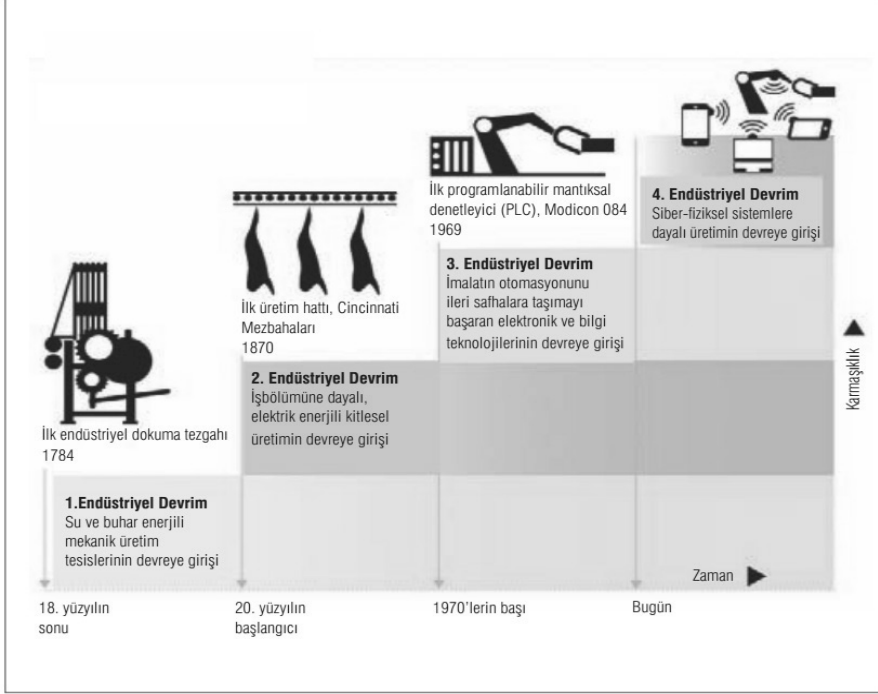 İlk programlanabilir mantıksal
denetleyici (PLC), Modicon 084
1969
4. Endüstriyel Devrim
Siber-fiziksel sistemlere
dayalı üretimin devreye girişi
3. Endüstriyel Devrim
İmalatın otomasyonunu
ileri safhalara taşımayı
başaran elektronik ve bilgi
teknolojilerinin devreye girişi
İlk üretim hattı, Cincinnati
Mezbahaları
1870
2. Endüstriyel Devrim
İşbölümüne dayalı,
elektrik enerjili kitlesel
üretimin devreye girişi
İlk endüstriyel dokuma tezgahı
1784
1.Endüstriyel Devrim
Su ve buhar enerjili
mekanik üretim
tesislerinin devreye girişi
Karmaşıklık
Zaman
18. yüzyılın
sonu
20. yüzyılın
başlangıcı
1970'lerin başı
Bugün